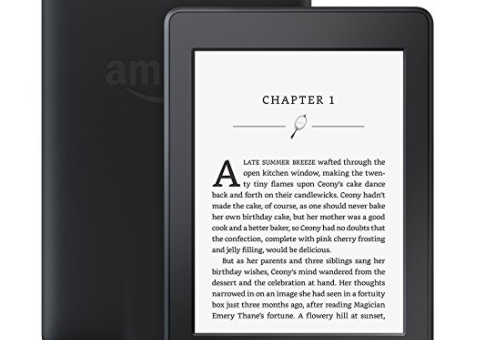 am
CHAPTER 1
A LATE SUMMER BREEZE wafted through the
open kitchen window, making the twen-
ty tiny flames upon Ceony's cake dance
back and forth on their candlewicks. Ceony hadn't
made the cake, of course, as one should never bake
her own birthday cake, but her mother was a good
cook and a better baker, so Ceony had no doubts that
the confection, complete with pink cherry frosting
and jelly filling, would be delicious.
But as her parents and three siblings sang her
birthday wishes, Ceony's mind wandered from the
dessert and the celebration at hand. Her thoughts
narrowed in on an image she had seen in a fortuity
box just three months ago, after reading Magician
Emery Thane's fortune. A flowery hill at sunset,